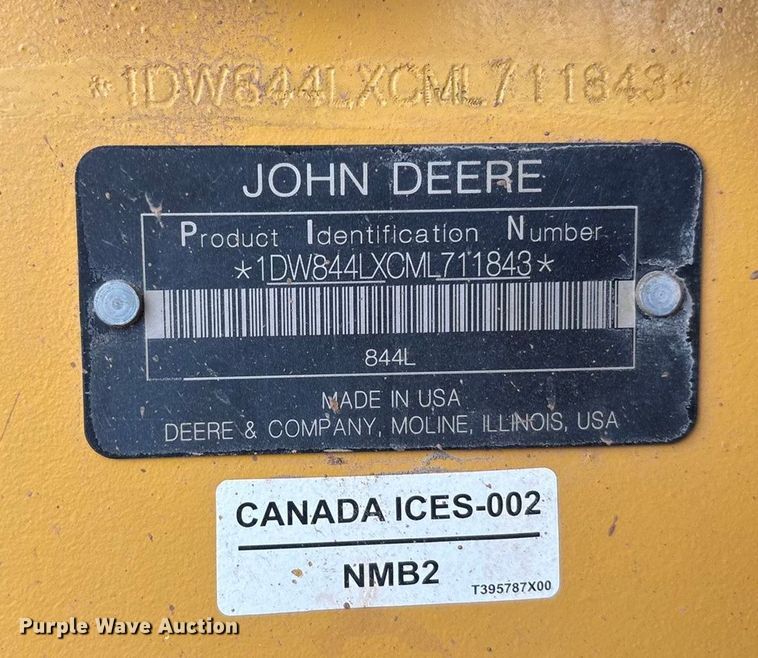 *1DW844LXCML711843*
JOHN DEERE
Product Identification Number
*1DW844LXCML711843*
844L
MADE IN USA
DEERE & COMPANY, MOLINE, ILLINOIS, USA
CANADA ICES-002
NMB2
T395787X00
Purple Wave Auction